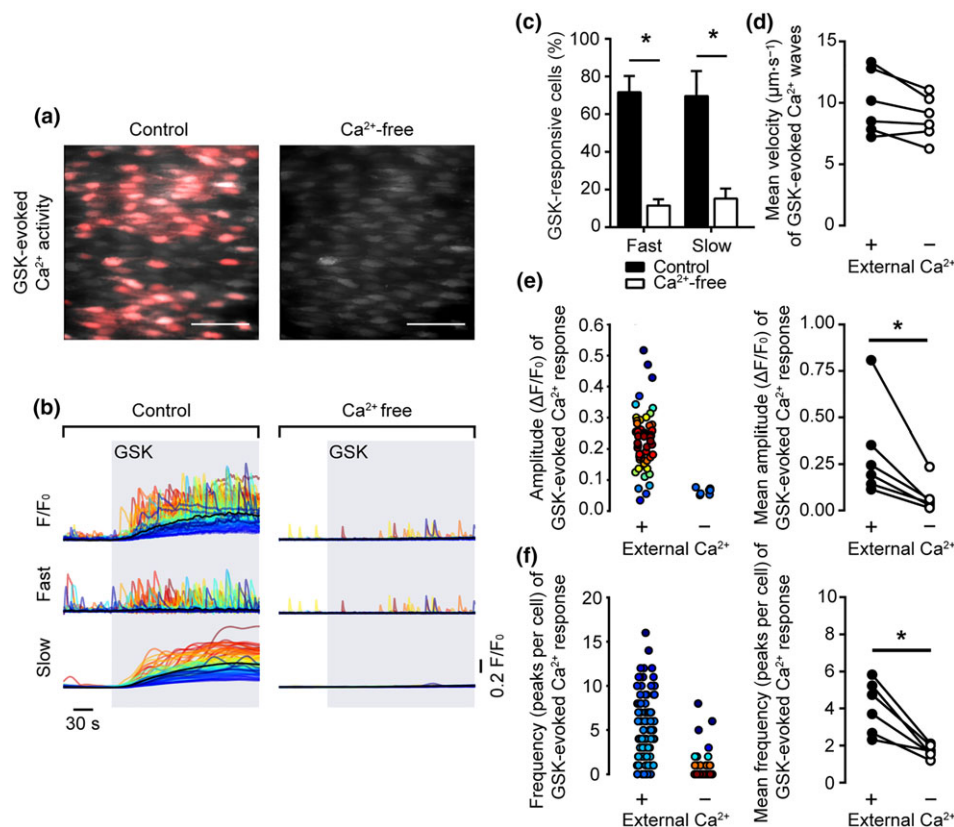 (a)
Control
Ca²⁺-free
GSK-evoked
Ca²⁺ activity
(b)
Control
Ca²⁺ free
GSK
GSK
F/F₀
Fast
Slow
0.2 F/F₀
30 s
(c)
GSK-responsive cells (%)
100
80
60
40
20
0
*
*
Fast
Slow
Control
Ca²⁺-free
(d)
Mean velocity (µm·s⁻¹)
of GSK-evoked Ca²⁺ waves
15
10
5
0
+
−
External Ca²⁺
(e)
Amplitude (ΔF/F₀) of
GSK-evoked Ca²⁺ response
0.6
0.5
0.4
0.3
0.2
0.1
0.0
+
−
External Ca²⁺
Mean amplitude (ΔF/F₀) of
GSK-evoked Ca²⁺ response
1.00
0.75
0.50
0.25
0.00
*
+
−
External Ca²⁺
(f)
Frequency (peaks per cell) of
GSK-evoked Ca²⁺ response
20
15
10
5
0
+
−
External Ca²⁺
Mean frequency (peaks per cell) of
GSK-evoked Ca²⁺ response
10
8
6
4
2
0
*
+
−
External Ca²⁺